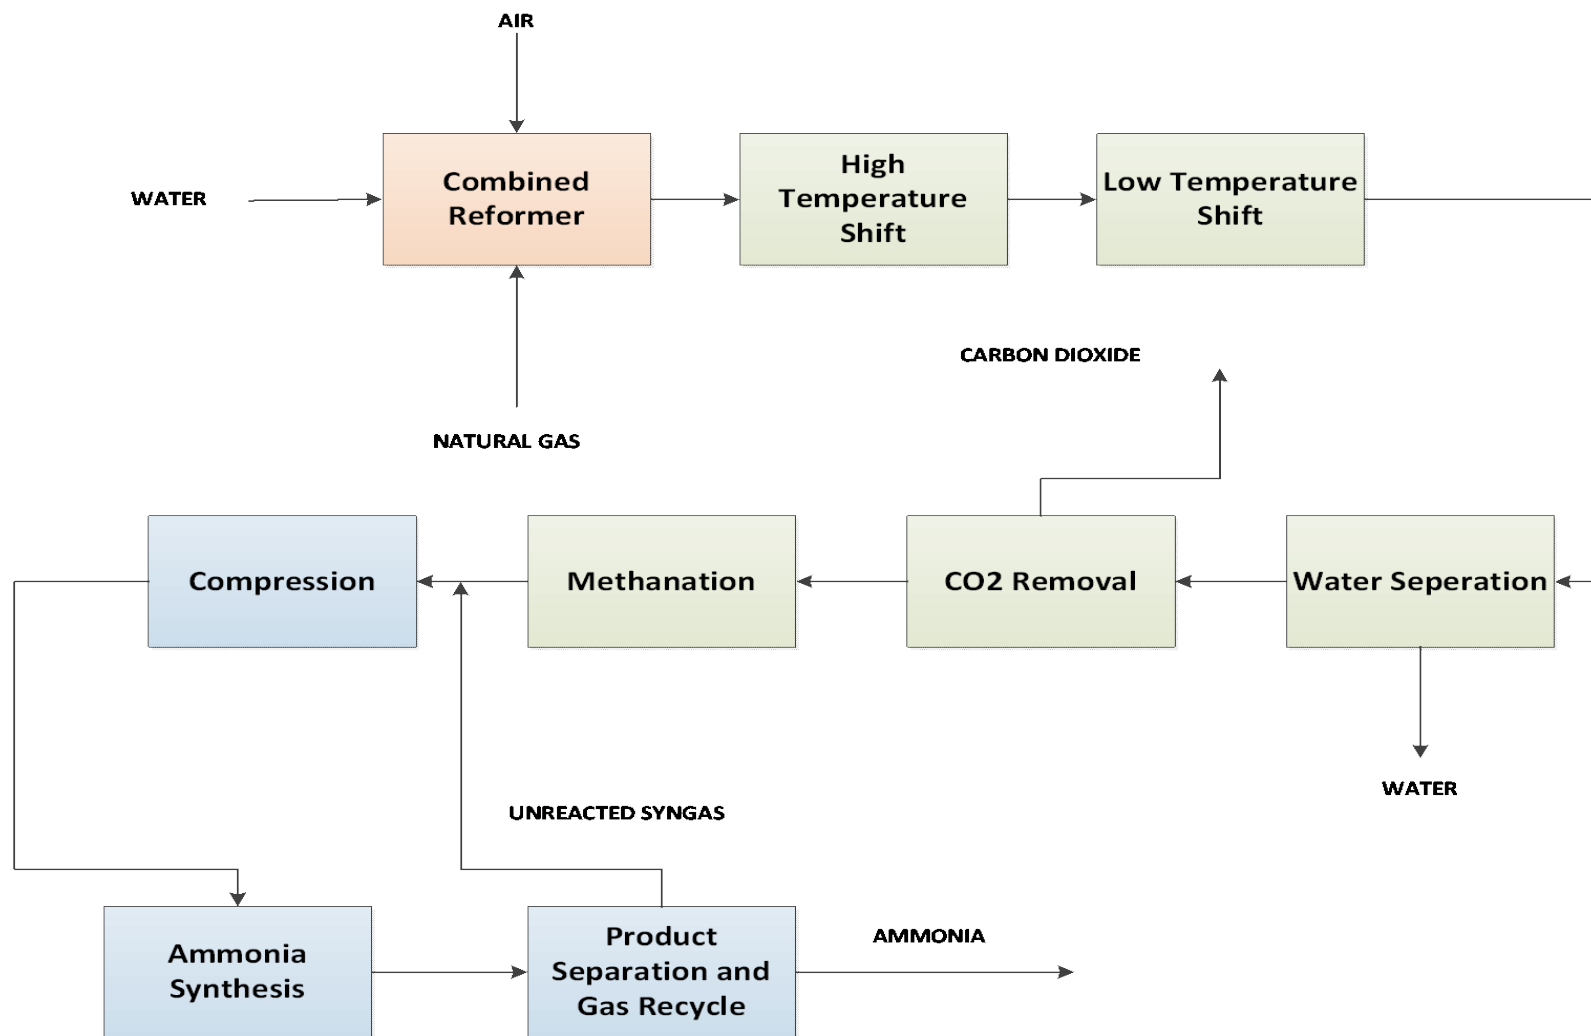 AIR
WATER
Combined
Reformer
High
Temperature
Shift
Low Temperature
Shift
NATURAL GAS
CARBON DIOXIDE
Compression
Methanation
CO2 Removal
Water Seperation
WATER
UNREACTED SYNGAS
Ammonia
Synthesis
Product
Separation and
Gas Recycle
AMMONIA